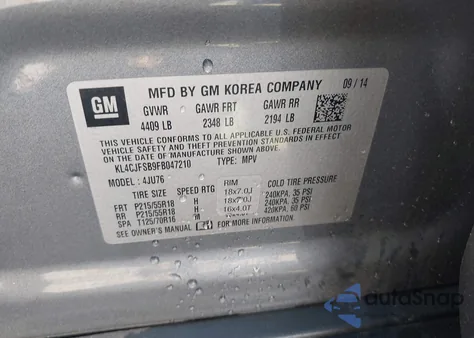 GM
MFD BY GM KOREA COMPANY 09/14
GVWR GAWR FRT GAWR RR
4409 LB 2348 LB 2194 LB
THIS VEHICLE CONFORMS TO ALL APPLICABLE U.S. FEDERAL MOTOR
VEHICLE SAFETY AND THEFT PREVENTION STANDARDS IN EFFECT
ON THE DATE OF MANUFACTURE SHOWN ABOVE.
KL4CJFSB9FB047210 TYPE: MPV
MODEL: 4JU76
TIRE SIZE SPEED RTG RIM COLD TIRE PRESSURE
FRT P215/55R18 H 18x7.0J 240KPA, 35 PSI
RR P215/55R18 H 18x7.0J 240KPA, 35 PSI
SPA T125/70R16 M 16x4.0T 420KPA, 60 PSI
SEE OWNER'S MANUAL FOR MORE INFORMATION.
autoSnap